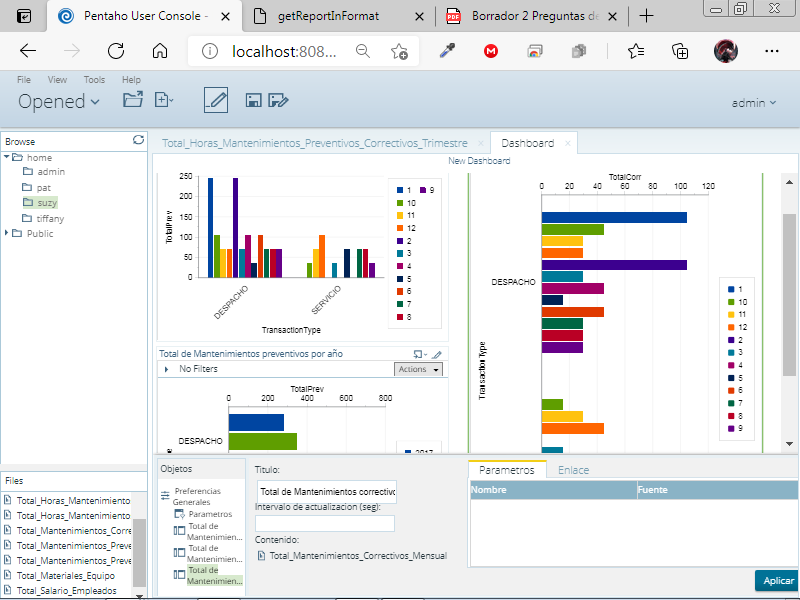 Pentaho User Console -
getReportInFormat
Borrador 2 Preguntas de
localhost:808...
File View Tools Help
Opened
admin
Browse
home
admin
pat
suzy
tiffany
Public
Files
Total_Horas_Mantenimiento
Total_Horas_Mantenimiento
Total_Mantenimientos_Corre
Total_Mantenimientos_Preve
Total_Mantenimientos_Preve
Total_Materiales_Equipo
Total_Salario_Empleados
Total_Horas_Mantenimientos_Preventivos_Correctivos_Trimestre
Dashboard
New Dashboard
TotalPrev
250
200
150
100
50
0
DESPACHO
SERVICIO
TransactionType
1 9
10
11
12
2
3
4
5
6
7
8
Total de Mantenimientos preventivos por año
No Filters
Actions
TotalPrev
0 200 400 600 800
DESPACHO
2017
TotalCorr
0 20 40 60 80 100 120
DESPACHO
TransactionType
1
10
11
12
2
3
4
5
6
7
8
9
Objetos
Preferencias
Generales
Parametros
Total de
Mantenimien...
Total de
Mantenimien...
Total de
Mantenimien...
Titulo:
Total de Mantenimientos correctivo
Intervalo de actualizacion (seg):
Contenido:
Total_Mantenimientos_Correctivos_Mensual
Parametros
Enlace
Nombre
Fuente
Aplicar